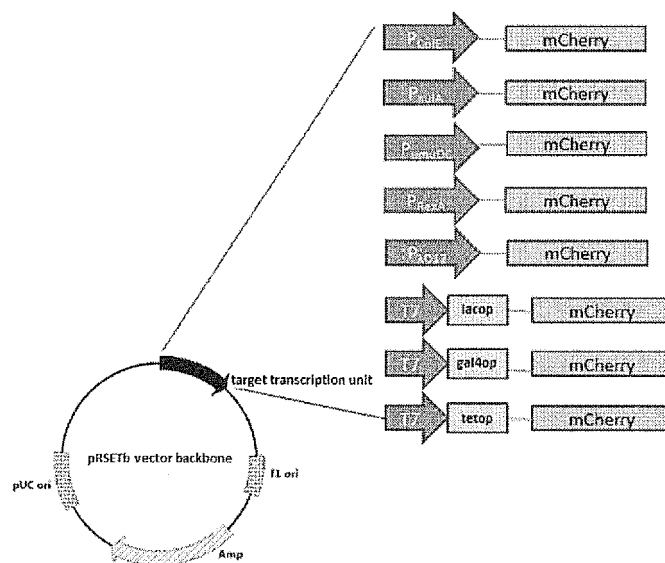 mCherry
mCherry
mCherry
P RecA mCherry
mCherry
T7 lacop mCherry
T7 gal4op mCherry
T7 tetop mCherry
target transcription unit
pRSETb vector backbone
pUC ori
f1 ori
Amp